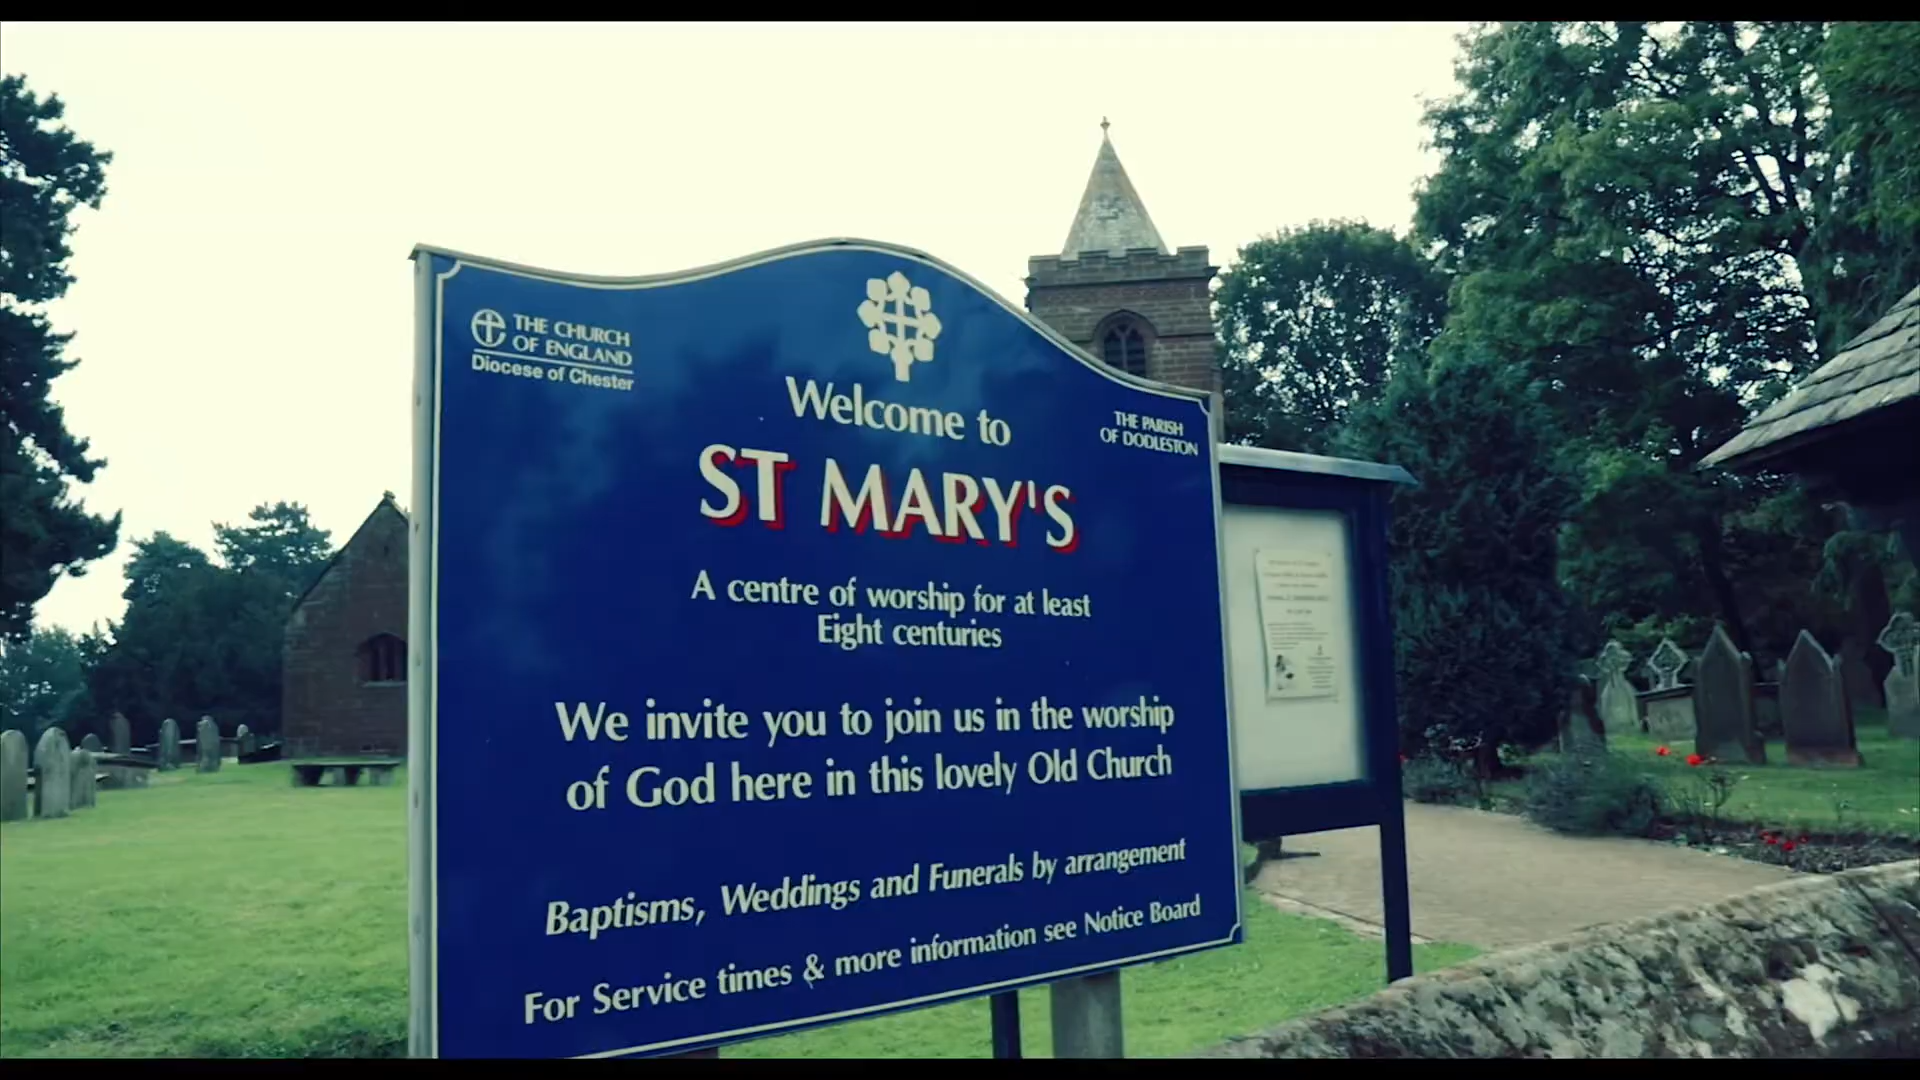 THE CHURCH
OF ENGLAND
Diocese of Chester
Welcome to
THE PARISH
OF DODLESTON
ST MARY'S
A centre of worship for at least
Eight centuries
We invite you to join us in the worship
of God here in this lovely Old Church
Baptisms, Weddings and Funerals by arrangement
For Service times & more information see Notice Board